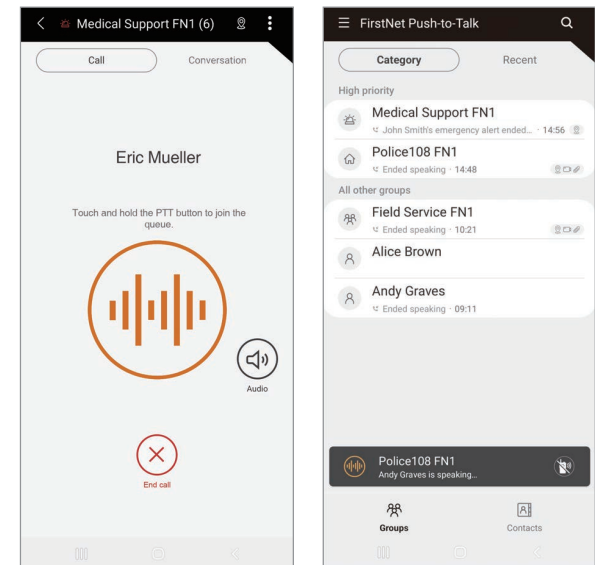 Medical Support FN1 (6)
Call
Conversation
Eric Mueller
Touch and hold the PTT button to join the
queue.
Audio
End call
FirstNet Push-to-Talk
Category
Recent
High priority
Medical Support FN1
John Smith's emergency alert ended... · 14:56
Police108 FN1
Ended speaking · 14:48
All other groups
Field Service FN1
Ended speaking · 10:21
Alice Brown
Andy Graves
Ended speaking · 09:11
Police108 FN1
Andy Graves is speaking...
Groups
Contacts